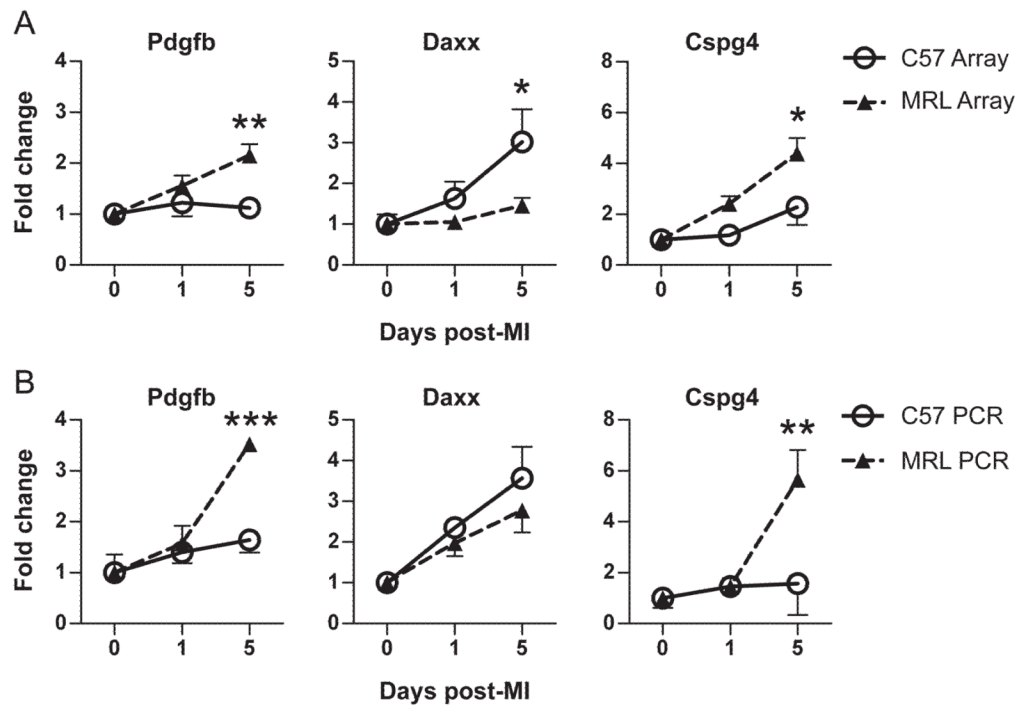 A
Pdgfb
Daxx
Cspg4
C57 Array
MRL Array
Fold change
4
3
2
1
0
**
0 1 5
5
4
3
2
1
0
*
0 1 5
8
6
4
2
0
*
0 1 5
Days post-MI
B
Pdgfb
Daxx
Cspg4
C57 PCR
MRL PCR
Fold change
4
3
2
1
0
***
0 1 5
5
4
3
2
1
0
0 1 5
8
6
4
2
0
**
0 1 5
Days post-MI